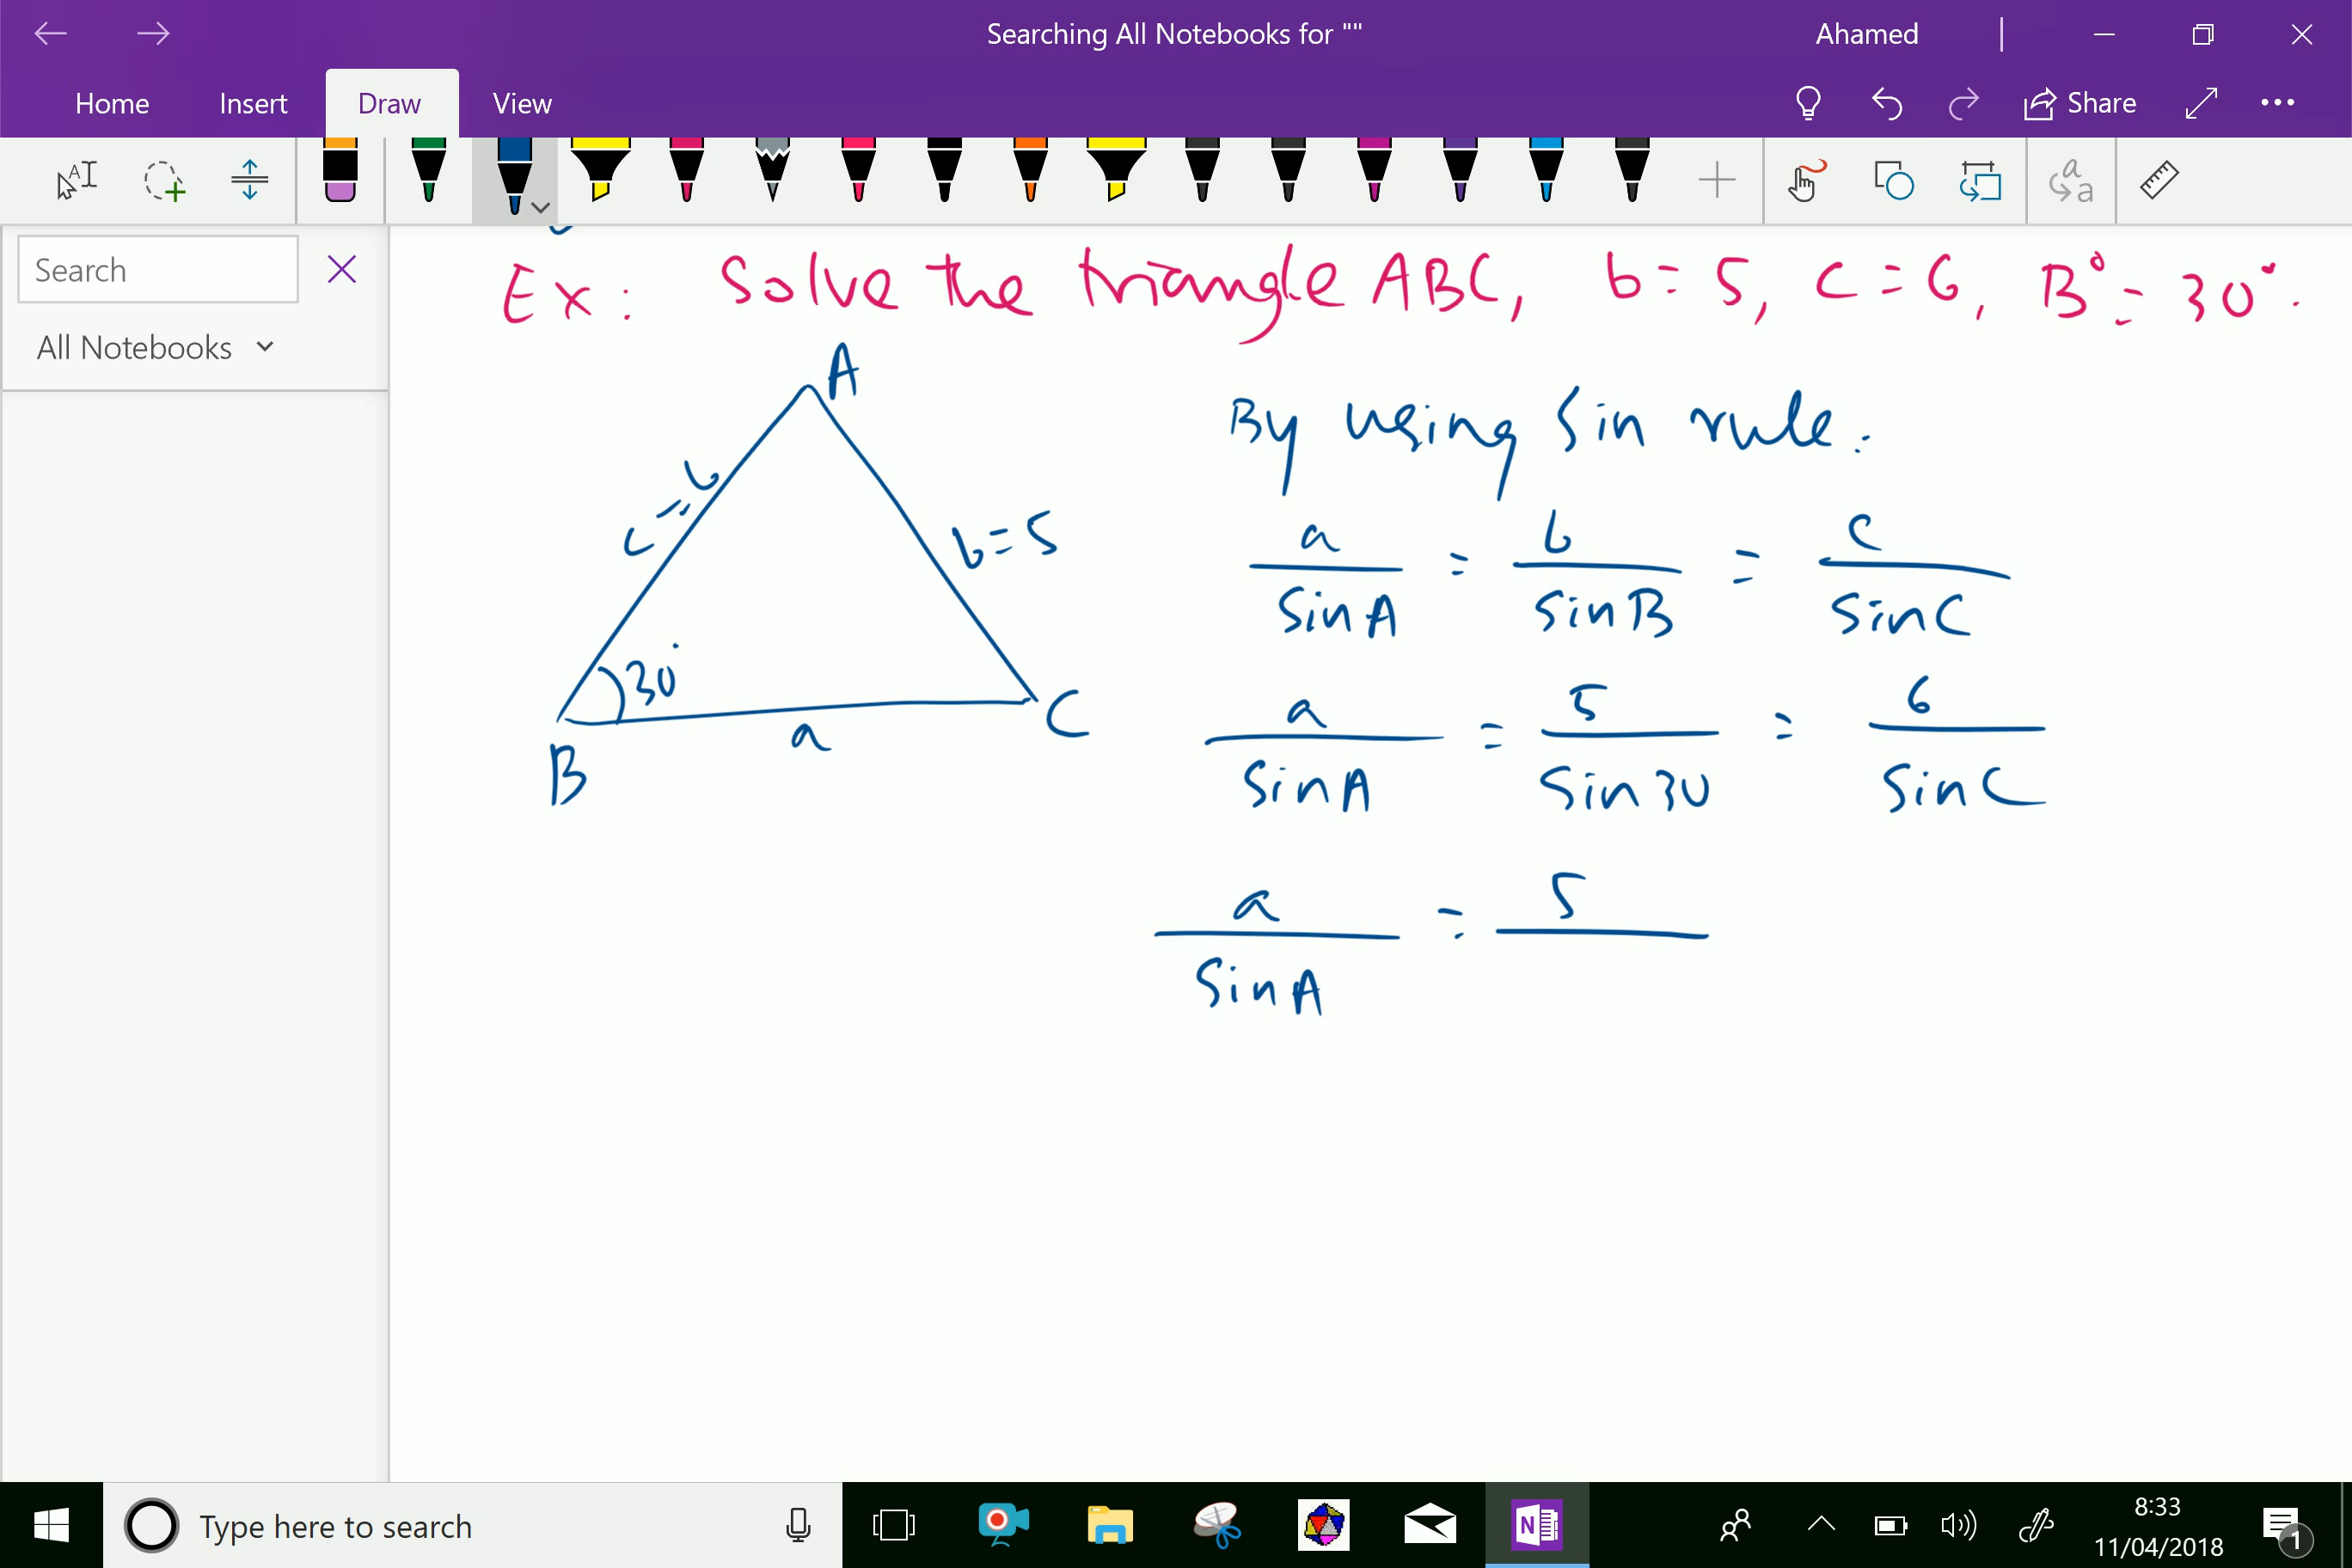 Searching All Notebooks for "" Ahamed
Home Insert Draw View Share
Search
All Notebooks
Ex: Solve the triangle ABC, b = 5, c = 6, B° = 30°.
A
By using Sin rule.
c = 6
b = 5
a/SinA = b/SinB = c/SinC
30°
B a C
a/SinA = 5/Sin30 = 6/SinC
a/SinA = 5/
Type here to search
N
8:33
11/04/2018
1